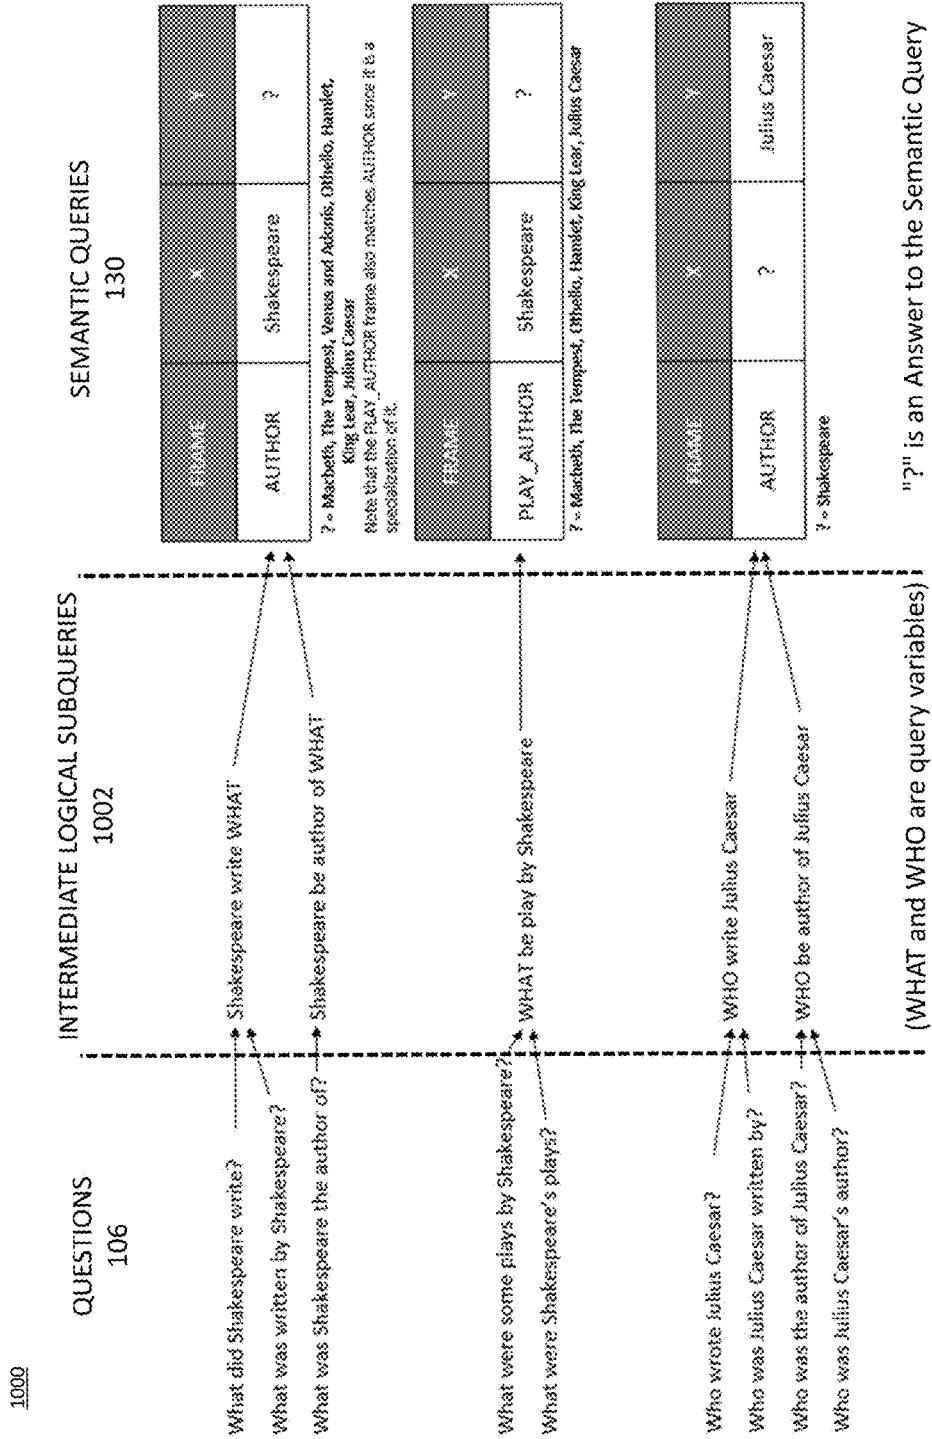 1000
QUESTIONS
106
INTERMEDIATE LOGICAL SUBQUERIES
1002
SEMANTIC QUERIES
130
What did Shakespeare write?
What was written by Shakespeare?
What was Shakespeare the author of?
Shakespeare write WHAT
Shakespeare be author of WHAT
FRAME X Y
AUTHOR Shakespeare ?
? = Macbeth, The Tempest, Venus and Adonis, Othello, Hamlet,
King Lear, Julius Caesar
Note that the PLAY_AUTHOR frame also matches AUTHOR since it is a
specialization of it.
What were some plays by Shakespeare?
What were Shakespeare's plays?
WHAT be play by Shakespeare
FRAME X Y
PLAY_AUTHOR Shakespeare ?
? = Macbeth, The Tempest, Othello, Hamlet, King Lear, Julius Caesar
Who wrote Julius Caesar?
Who was Julius Caesar written by?
Who was the author of Julius Caesar?
Who was Julius Caesar's author?
WHO write Julius Caesar
WHO be author of Julius Caesar
FRAME X Y
AUTHOR ? Julius Caesar
? = Shakespeare
(WHAT and WHO are query variables)
"?" is an Answer to the Semantic Query